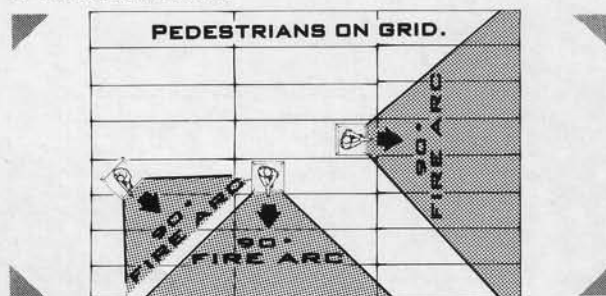 PEDESTRIANS ON GRID.
90° FIRE ARC
90°
FIRE ARC
90°
FIRE ARC